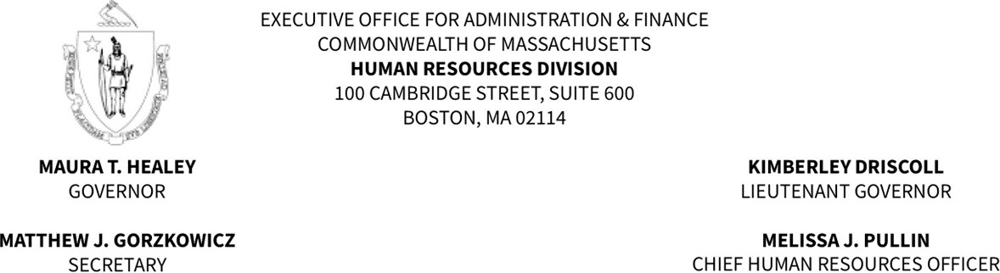 EXECUTIVE OFFICE FOR ADMINISTRATION & FINANCE
COMMONWEALTH OF MASSACHUSETTS
HUMAN RESOURCES DIVISION
100 CAMBRIDGE STREET, SUITE 600
BOSTON, MA 02114
MAURA T. HEALEY
GOVERNOR
KIMBERLEY DRISCOLL
LIEUTENANT GOVERNOR
MATTHEW J. GORZKOWICZ
SECRETARY
MELISSA J. PULLIN
CHIEF HUMAN RESOURCES OFFICER